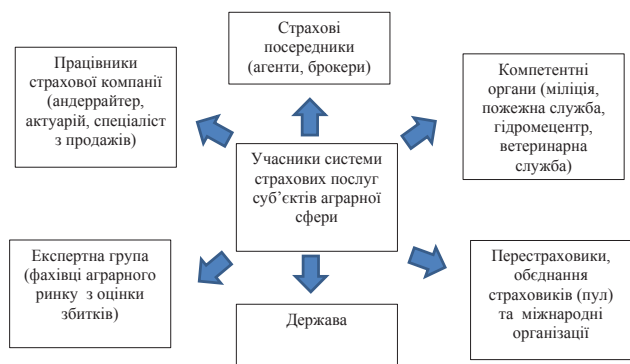 Страхові
посередники
(агенти, брокери)
Працівники
страхової компанії
(андеррайтер,
актуарій, спеціаліст
з продажів)
Компетентні
органи (міліція,
пожежна служба,
гідромецентр,
ветеринарна
служба)
Учасники системи
страхових послуг
суб’єктів аграрної
сфери
Експертна група
(фахівці аграрного
ринку з оцінки
збитків)
Держава
Перестраховики,
обєднання
страховиків (пул)
та міжнародні
організації